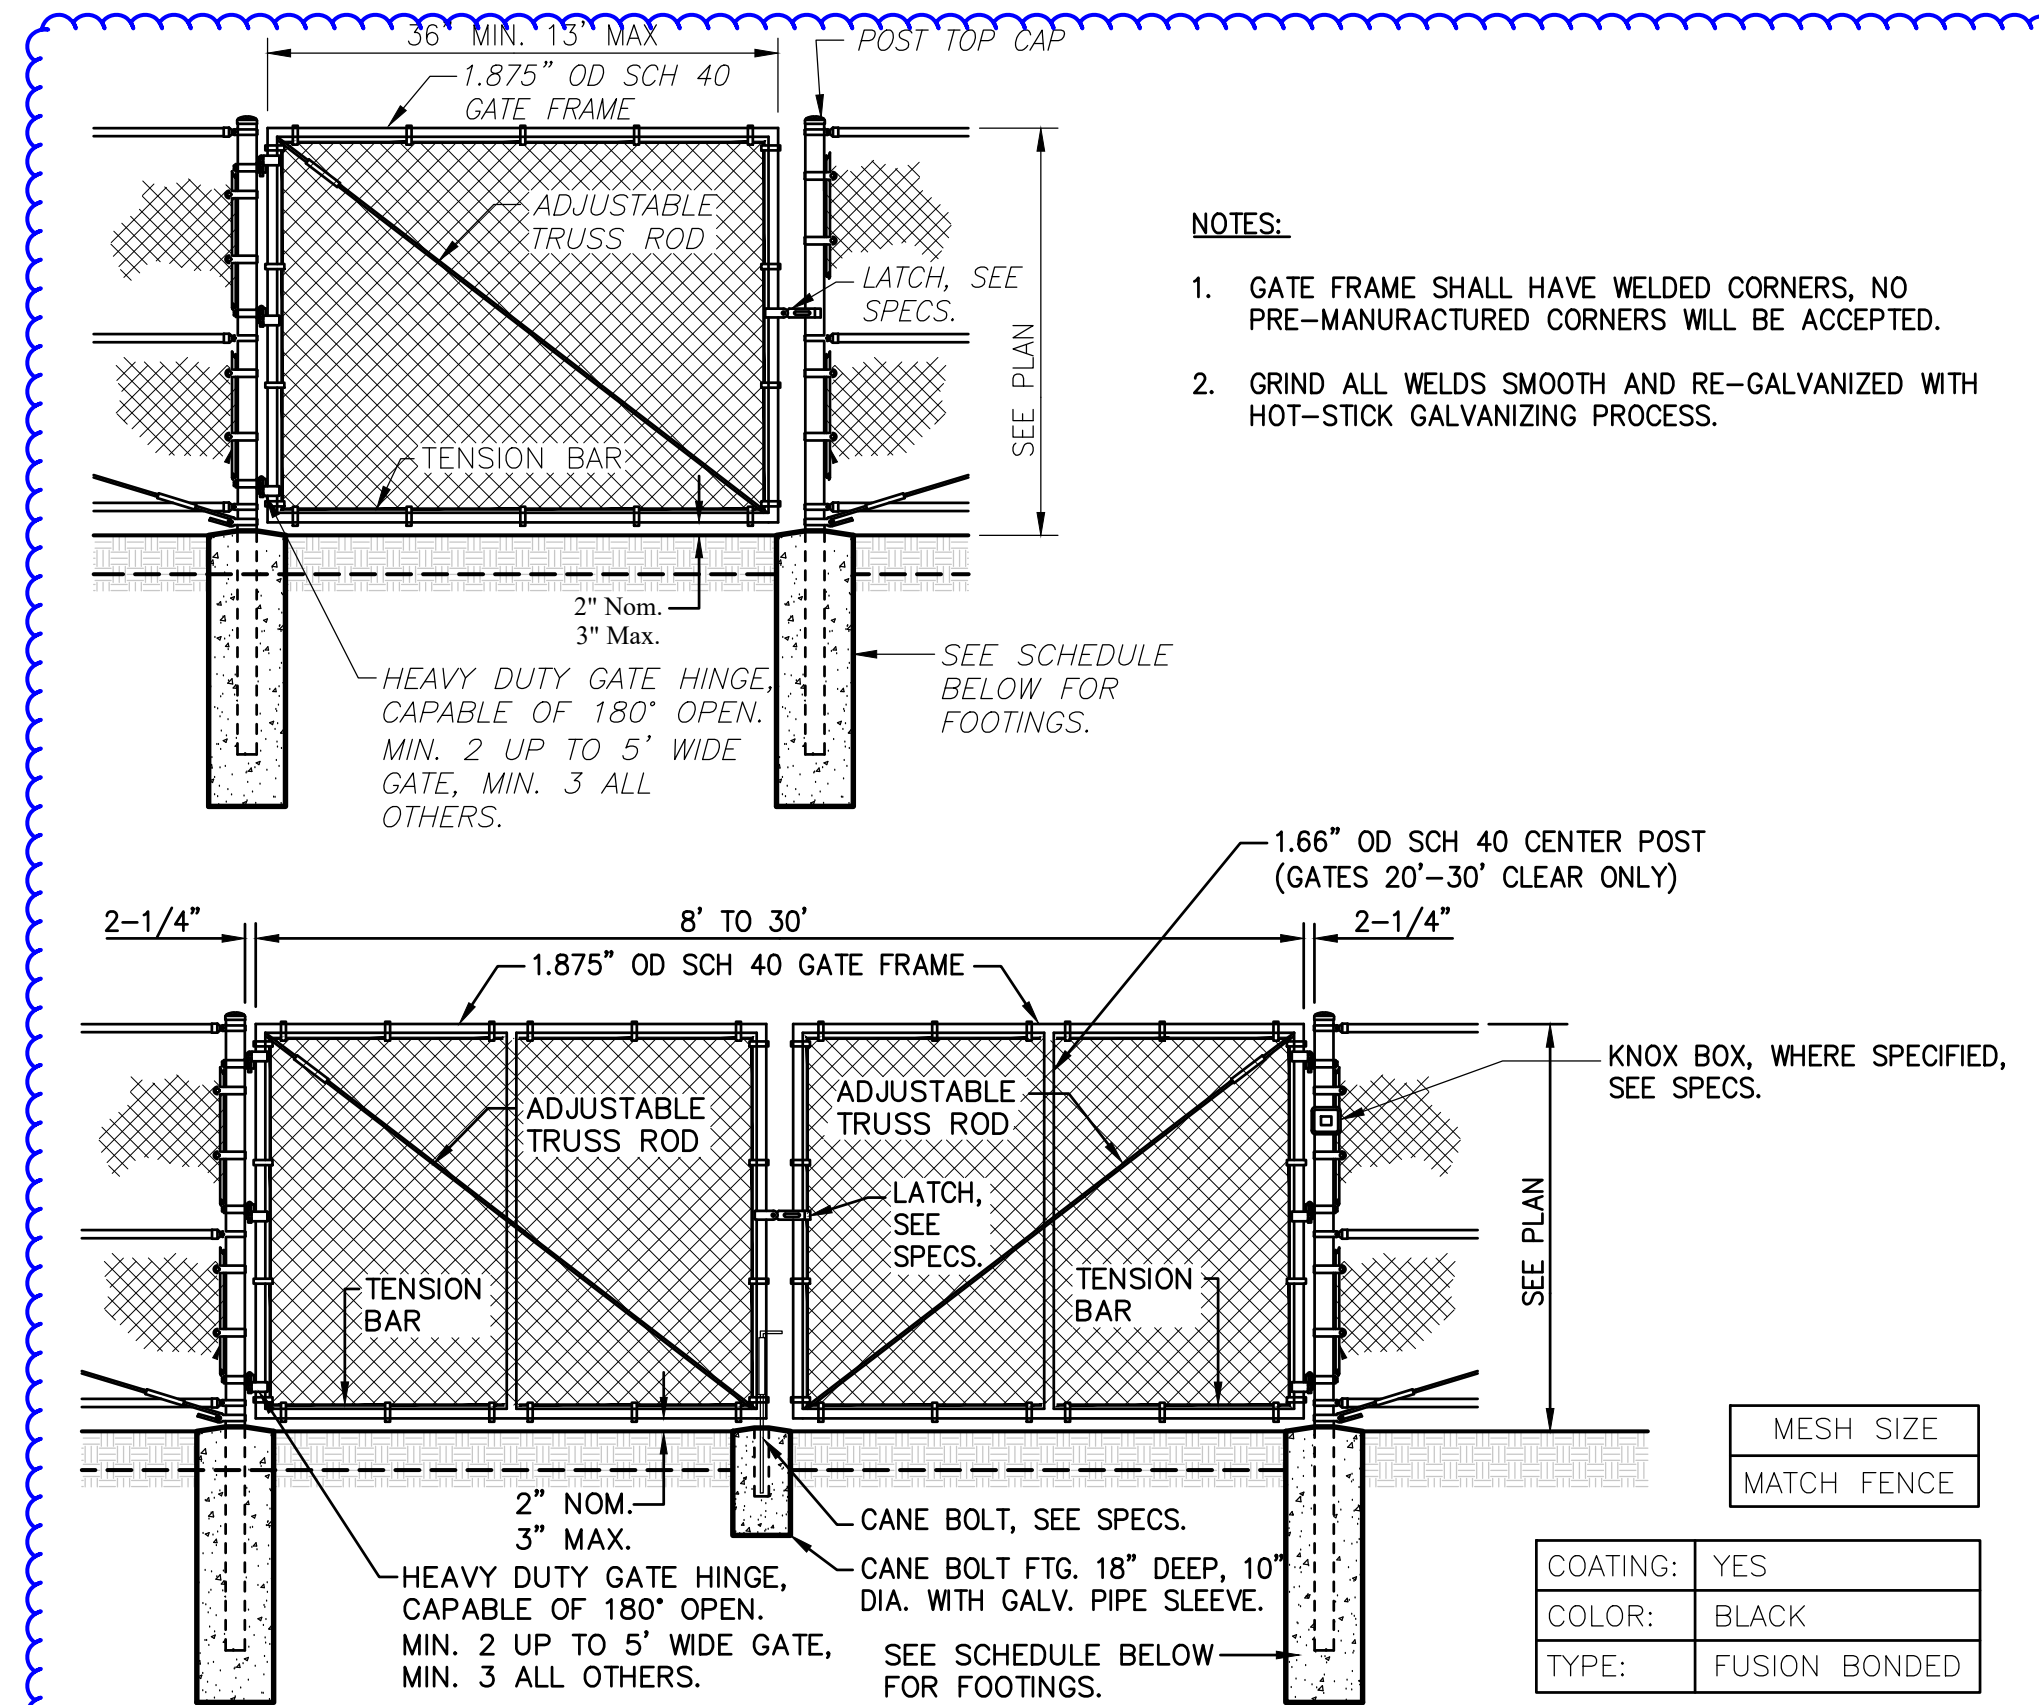 36" MIN. 13' MAX
POST TOP CAP
1.875" OD SCH 40
GATE FRAME
ADJUSTABLE
TRUSS ROD
LATCH, SEE
SPECS.
SEE PLAN
TENSION BAR
2" Nom.
3" Max.
HEAVY DUTY GATE HINGE,
CAPABLE OF 180° OPEN.
MIN. 2 UP TO 5' WIDE
GATE, MIN. 3 ALL
OTHERS.
SEE SCHEDULE
BELOW FOR
FOOTINGS.
NOTES:
1. GATE FRAME SHALL HAVE WELDED CORNERS, NO
PRE-MANURACTURED CORNERS WILL BE ACCEPTED.
2. GRIND ALL WELDS SMOOTH AND RE-GALVANIZED WITH
HOT-STICK GALVANIZING PROCESS.
1.66" OD SCH 40 CENTER POST
(GATES 20'-30' CLEAR ONLY)
2-1/4"
8' TO 30'
2-1/4"
1.875" OD SCH 40 GATE FRAME
KNOX BOX, WHERE SPECIFIED,
SEE SPECS.
ADJUSTABLE
TRUSS ROD
ADJUSTABLE
TRUSS ROD
LATCH,
SEE
SPECS.
SEE PLAN
TENSION
BAR
TENSION
BAR
2" NOM.
3" MAX.
HEAVY DUTY GATE HINGE,
CAPABLE OF 180° OPEN.
MIN. 2 UP TO 5' WIDE GATE,
MIN. 3 ALL OTHERS.
CANE BOLT, SEE SPECS.
CANE BOLT FTG. 18" DEEP, 10"
DIA. WITH GALV. PIPE SLEEVE.
SEE SCHEDULE BELOW
FOR FOOTINGS.
MESH SIZE
MATCH FENCE
COATING: YES
COLOR: BLACK
TYPE: FUSION BONDED